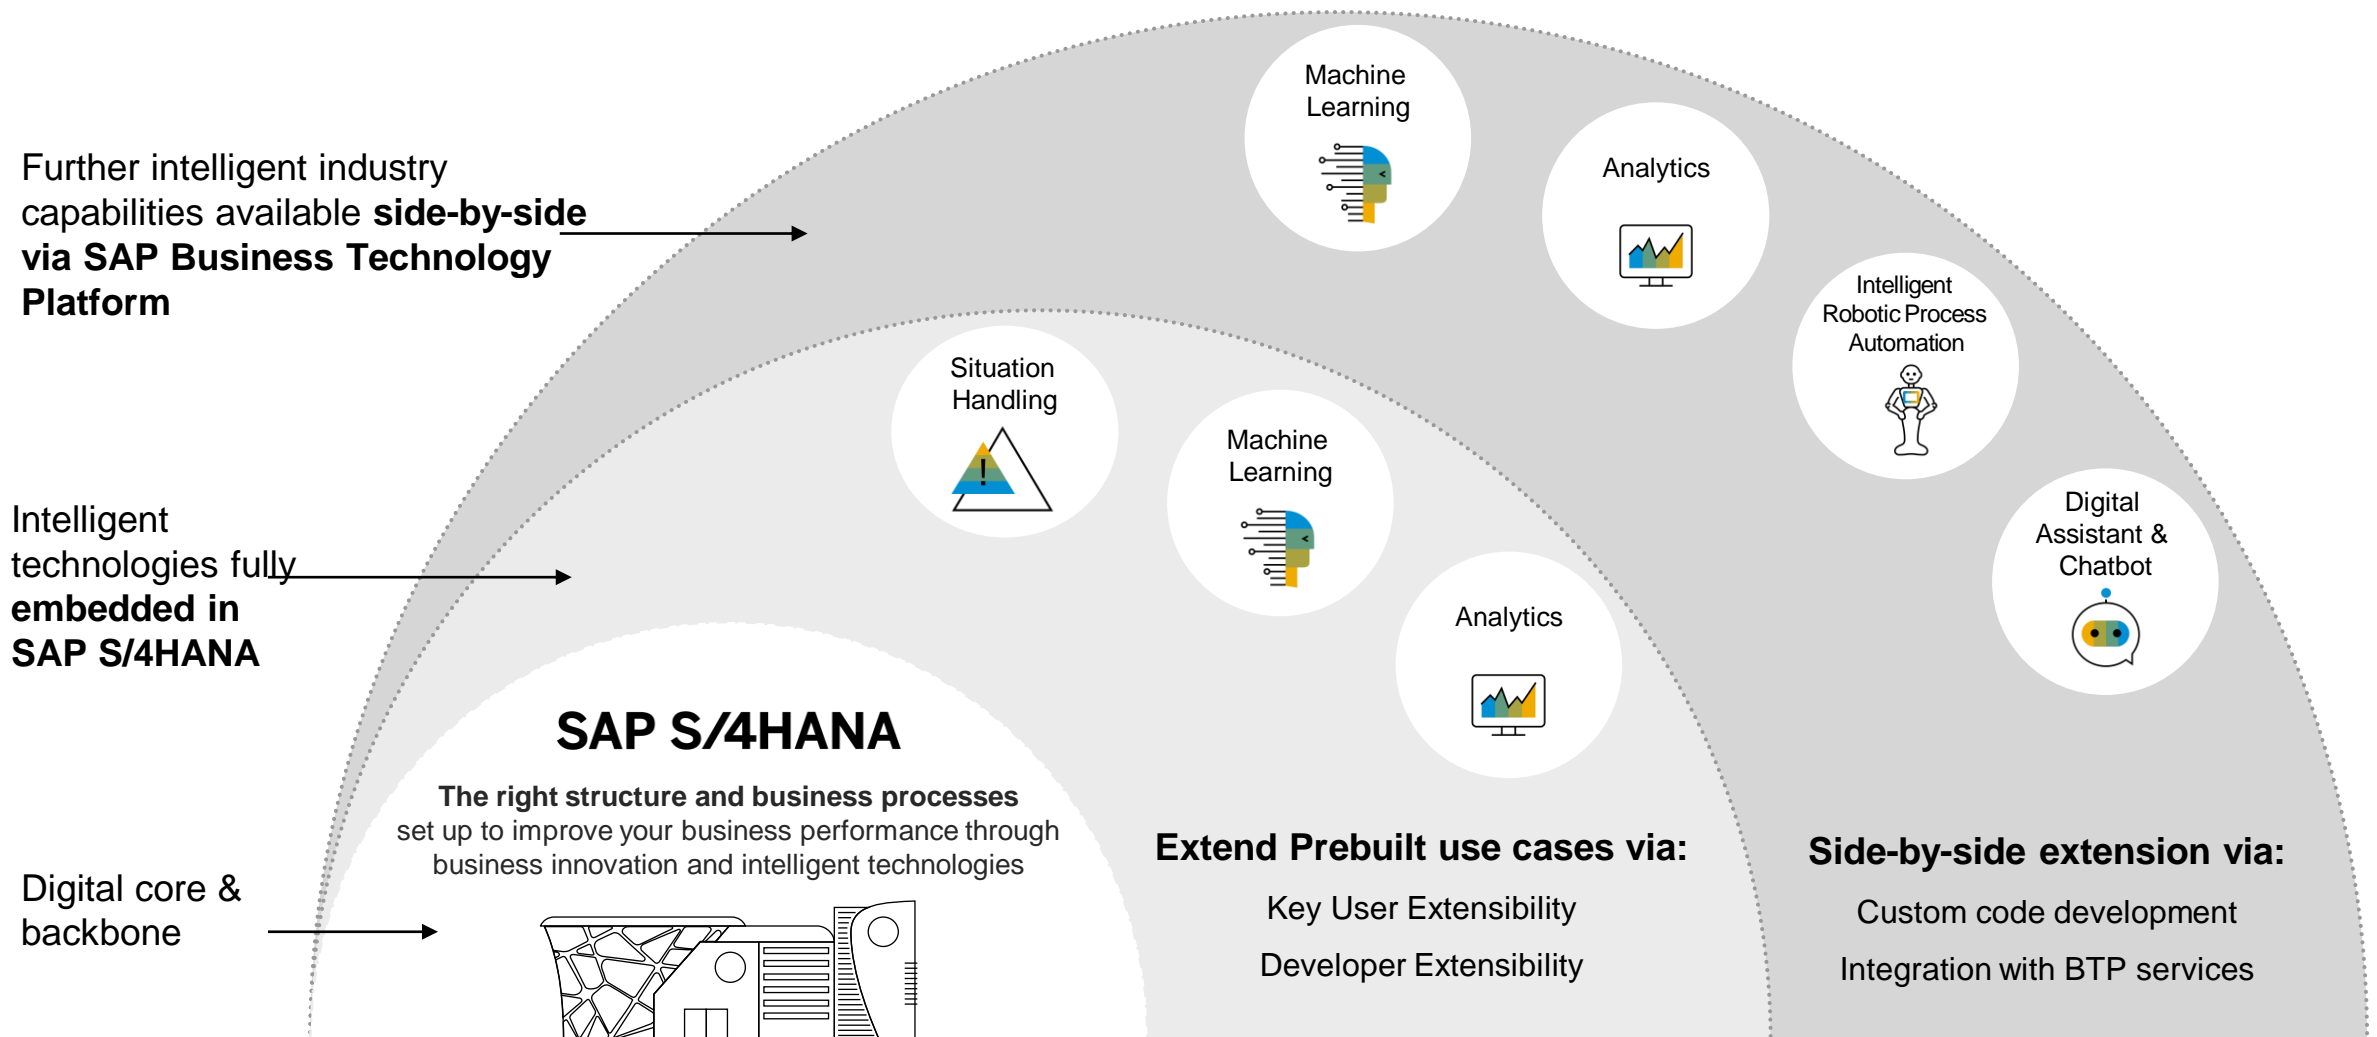 Further intelligent industry
capabilities available side-by-side
via SAP Business Technology
Platform
Intelligent
technologies fully
embedded in
SAP S/4HANA
Digital core &
backbone
Machine
Learning
Analytics
Intelligent
Robotic Process
Automation
Digital
Assistant &
Chatbot
Situation
Handling
!
Machine
Learning
Analytics
SAP S/4HANA
The right structure and business processes
set up to improve your business performance through
business innovation and intelligent technologies
Extend Prebuilt use cases via:
Key User Extensibility
Developer Extensibility
Side-by-side extension via:
Custom code development
Integration with BTP services